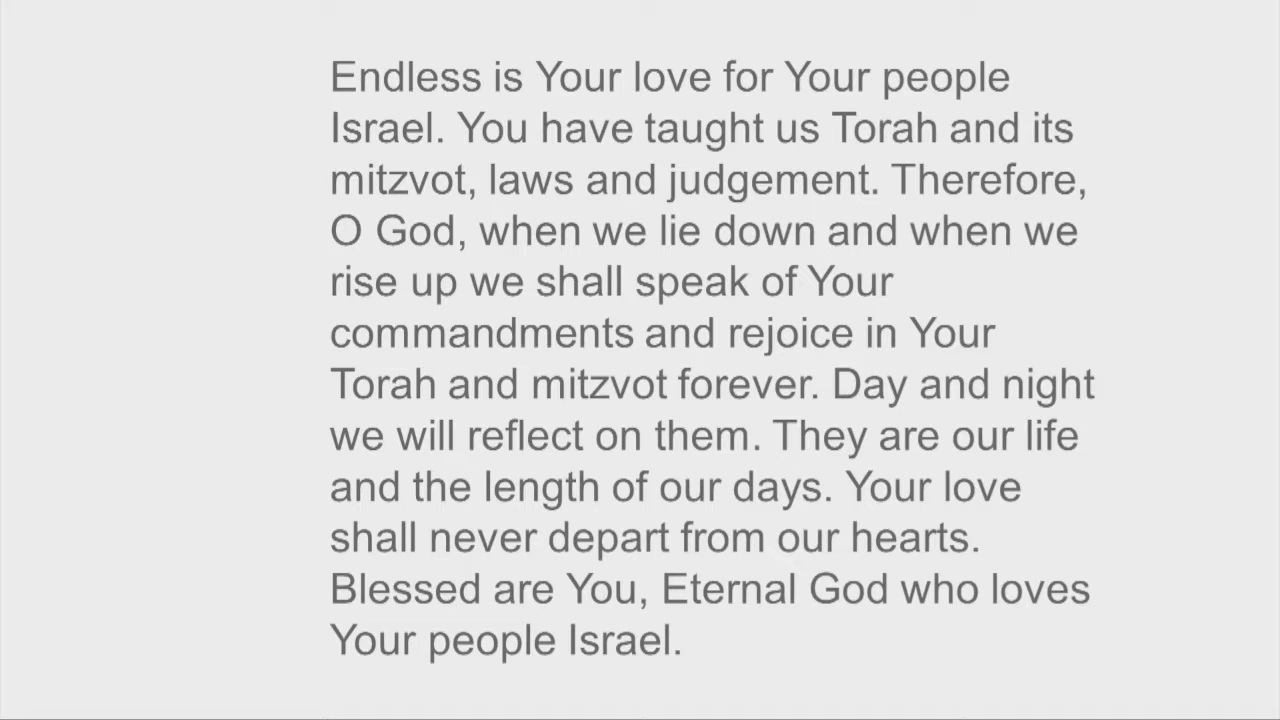 Endless is Your love for Your people
Israel. You have taught us Torah and its
mitzvot, laws and judgement. Therefore,
O God, when we lie down and when we
rise up we shall speak of Your
commandments and rejoice in Your
Torah and mitzvot forever. Day and night
we will reflect on them. They are our life
and the length of our days. Your love
shall never depart from our hearts.
Blessed are You, Eternal God who loves
Your people Israel.